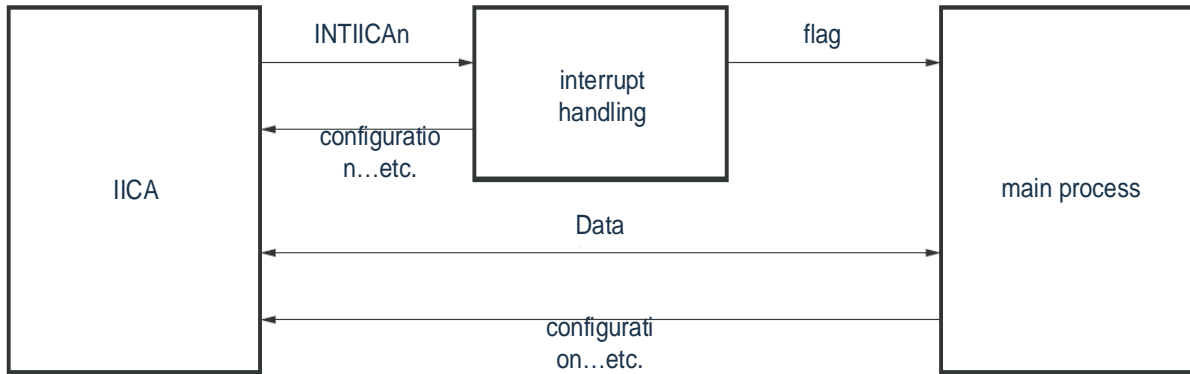 INTIICAn
flag
interrupt
handling
configuratio
n...etc.
IICA
main process
Data
configurati
on...etc.